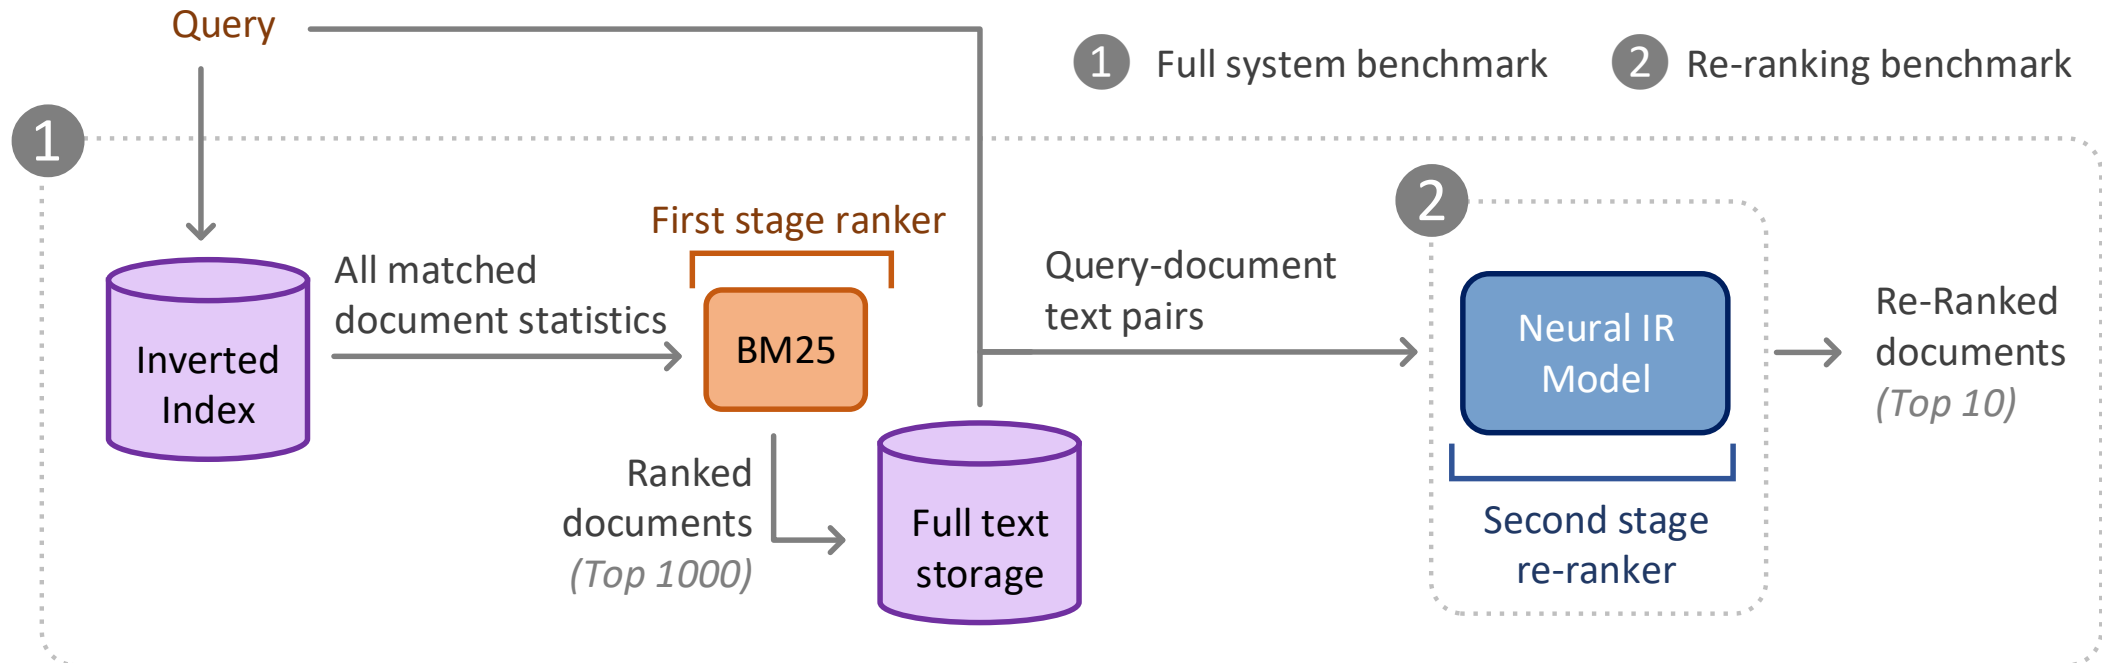 Query
1 Full system benchmark
2 Re-ranking benchmark
1
2
First stage ranker
All matched
document statistics
Query-document
text pairs
Inverted
Index
BM25
Neural IR
Model
Re-Ranked
documents
(Top 10)
Ranked
documents
(Top 1000)
Full text
storage
Second stage
re-ranker